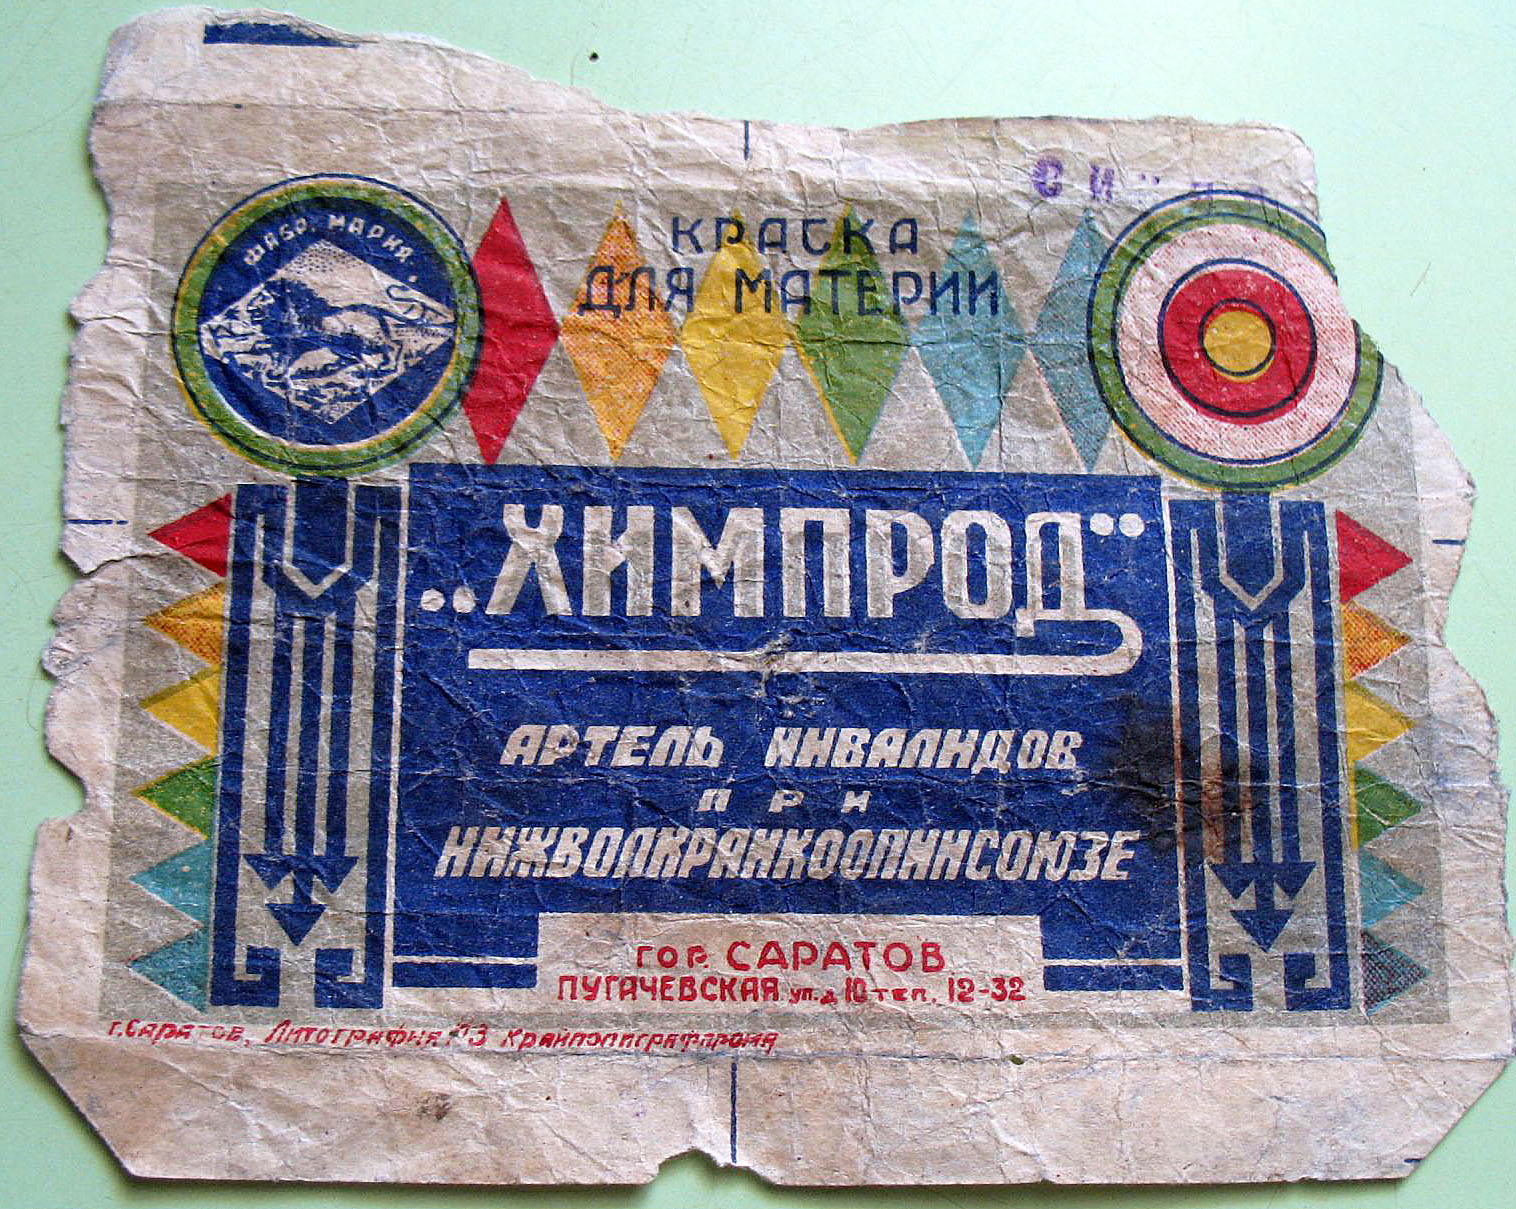 ФАБР. МАРКА.
КРАСКА
ДЛЯ МАТЕРИИ
„ХИМПРОД"
АРТЕЛЬ ИНВАЛИДОВ
ПРИ
НИЖВОЛКРАЙКООПИНСОЮЗЕ
ГОР. САРАТОВ
ПУГАЧЕВСКАЯ ул. д 10 тел. 12-32
г. Саратов, Литография №3 Крайполиграфпрома